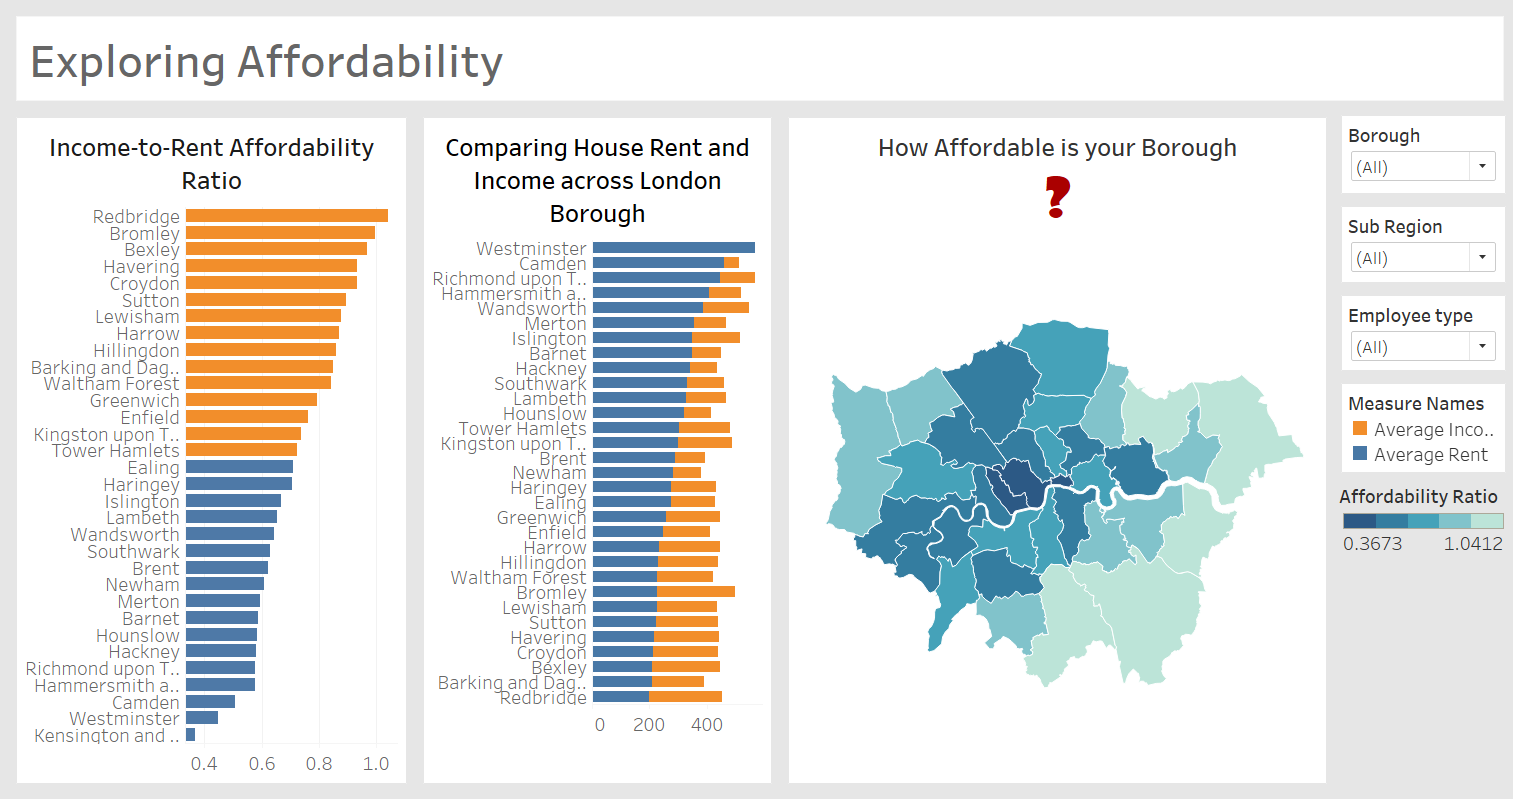 Exploring Affordability
Income-to-Rent Affordability
Ratio
Redbridge
Bromley
Bexley
Havering
Croydon
Sutton
Lewisham
Harrow
Hillingdon
Barking and Dag..
Waltham Forest
Greenwich
Enfield
Kingston upon T..
Tower Hamlets
Ealing
Haringey
Islington
Lambeth
Wandsworth
Southwark
Brent
Newham
Merton
Barnet
Hounslow
Hackney
Richmond upon T..
Hammersmith a..
Camden
Westminster
Kensington and ..
0.4 0.6 0.8 1.0
Comparing House Rent and
Income across London
Borough
Westminster
Camden
Richmond upon T..
Hammersmith a..
Wandsworth
Merton
Islington
Barnet
Hackney
Southwark
Lambeth
Hounslow
Tower Hamlets
Kingston upon T..
Brent
Newham
Haringey
Ealing
Greenwich
Enfield
Harrow
Hillingdon
Waltham Forest
Bromley
Lewisham
Sutton
Havering
Croydon
Bexley
Barking and Dag..
Redbridge
0 200 400
How Affordable is your Borough
?
Borough
(All)
Sub Region
(All)
Employee type
(All)
Measure Names
Average Inco..
Average Rent
Affordability Ratio
0.3673 1.0412